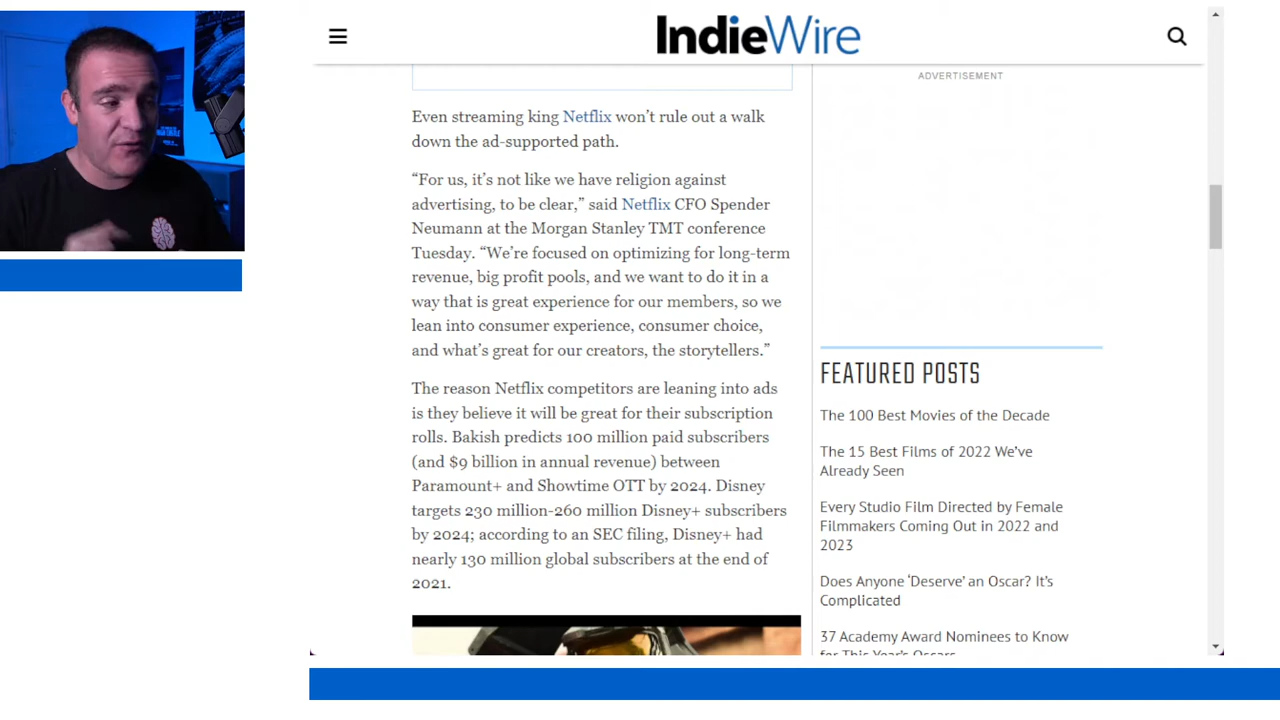 IndieWire
ADVERTISEMENT
Even streaming king Netflix won’t rule out a walk
down the ad-supported path.
“For us, it’s not like we have religion against
advertising, to be clear,” said Netflix CFO Spender
Neumann at the Morgan Stanley TMT conference
Tuesday. “We’re focused on optimizing for long-term
revenue, big profit pools, and we want to do it in a
way that is great experience for our members, so we
lean into consumer experience, consumer choice,
and what’s great for our creators, the storytellers.”
The reason Netflix competitors are leaning into ads
is they believe it will be great for their subscription
rolls. Bakish predicts 100 million paid subscribers
(and $9 billion in annual revenue) between
Paramount+ and Showtime OTT by 2024. Disney
targets 230 million-260 million Disney+ subscribers
by 2024; according to an SEC filing, Disney+ had
nearly 130 million global subscribers at the end of
2021.
FEATURED POSTS
The 100 Best Movies of the Decade
The 15 Best Films of 2022 We’ve
Already Seen
Every Studio Film Directed by Female
Filmmakers Coming Out in 2022 and
2023
Does Anyone ‘Deserve’ an Oscar? It’s
Complicated
37 Academy Award Nominees to Know
for This Year’s Oscars